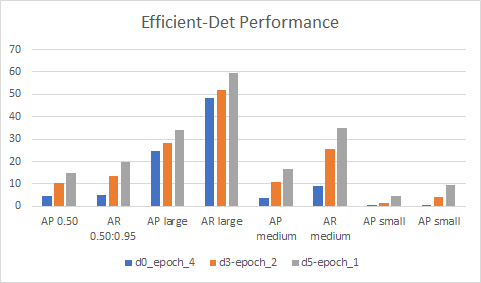 Efficient-Det Performance
70
60
50
40
30
20
10
0
AP 0.50
AR 0.50:0.95
AP large
AR large
AP medium
AR medium
AP small
AP small
d0_epoch_4
d3-epoch_2
d5-epoch_1